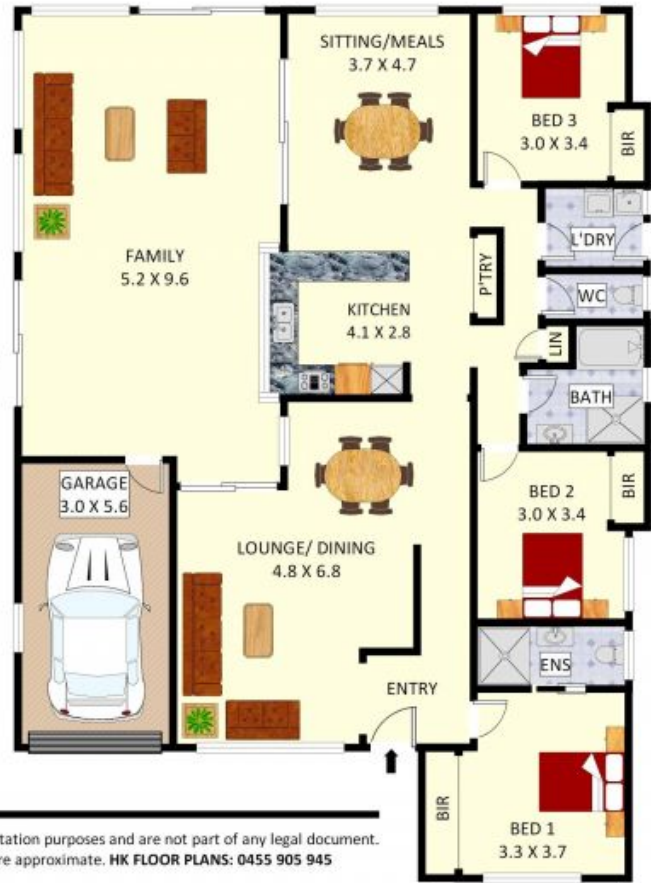 SITTING/MEALS
3.7 X 4.7
BED 3
3.0 X 3.4
BIR
L'DRY
FAMILY
5.2 X 9.6
P'TRY
WC
KITCHEN
4.1 X 2.8
LIN
BATH
GARAGE
3.0 X 5.6
BED 2
3.0 X 3.4
BIR
LOUNGE/ DINING
4.8 X 6.8
ENS
ENTRY
BIR
BED 1
3.3 X 3.7
purposes and are not part of any legal document.
approximate. HK FLOOR PLANS: 0455 905 945